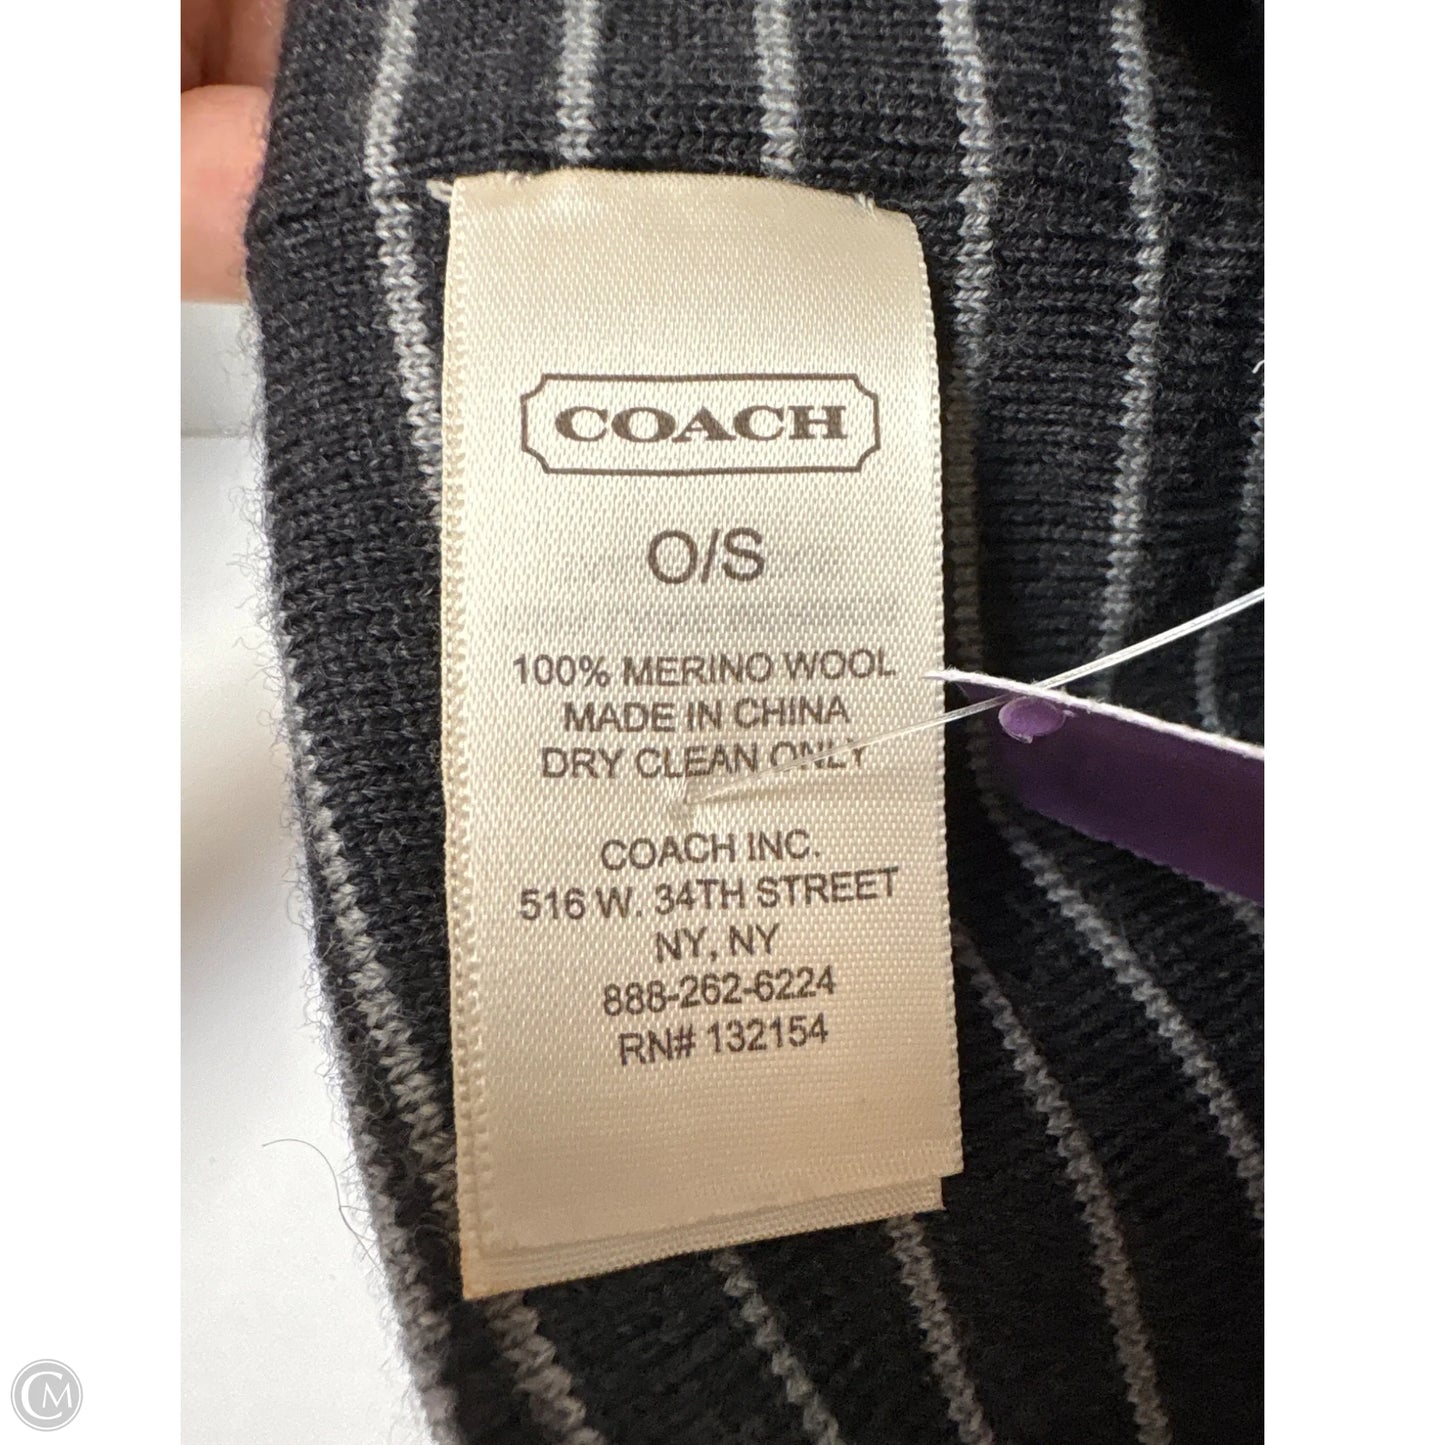 COACH
O/S
100% MERINO WOOL
MADE IN CHINA
DRY CLEAN ONLY
COACH INC.
516 W. 34TH STREET
NY, NY
888-262-6224
RN# 132154
CM